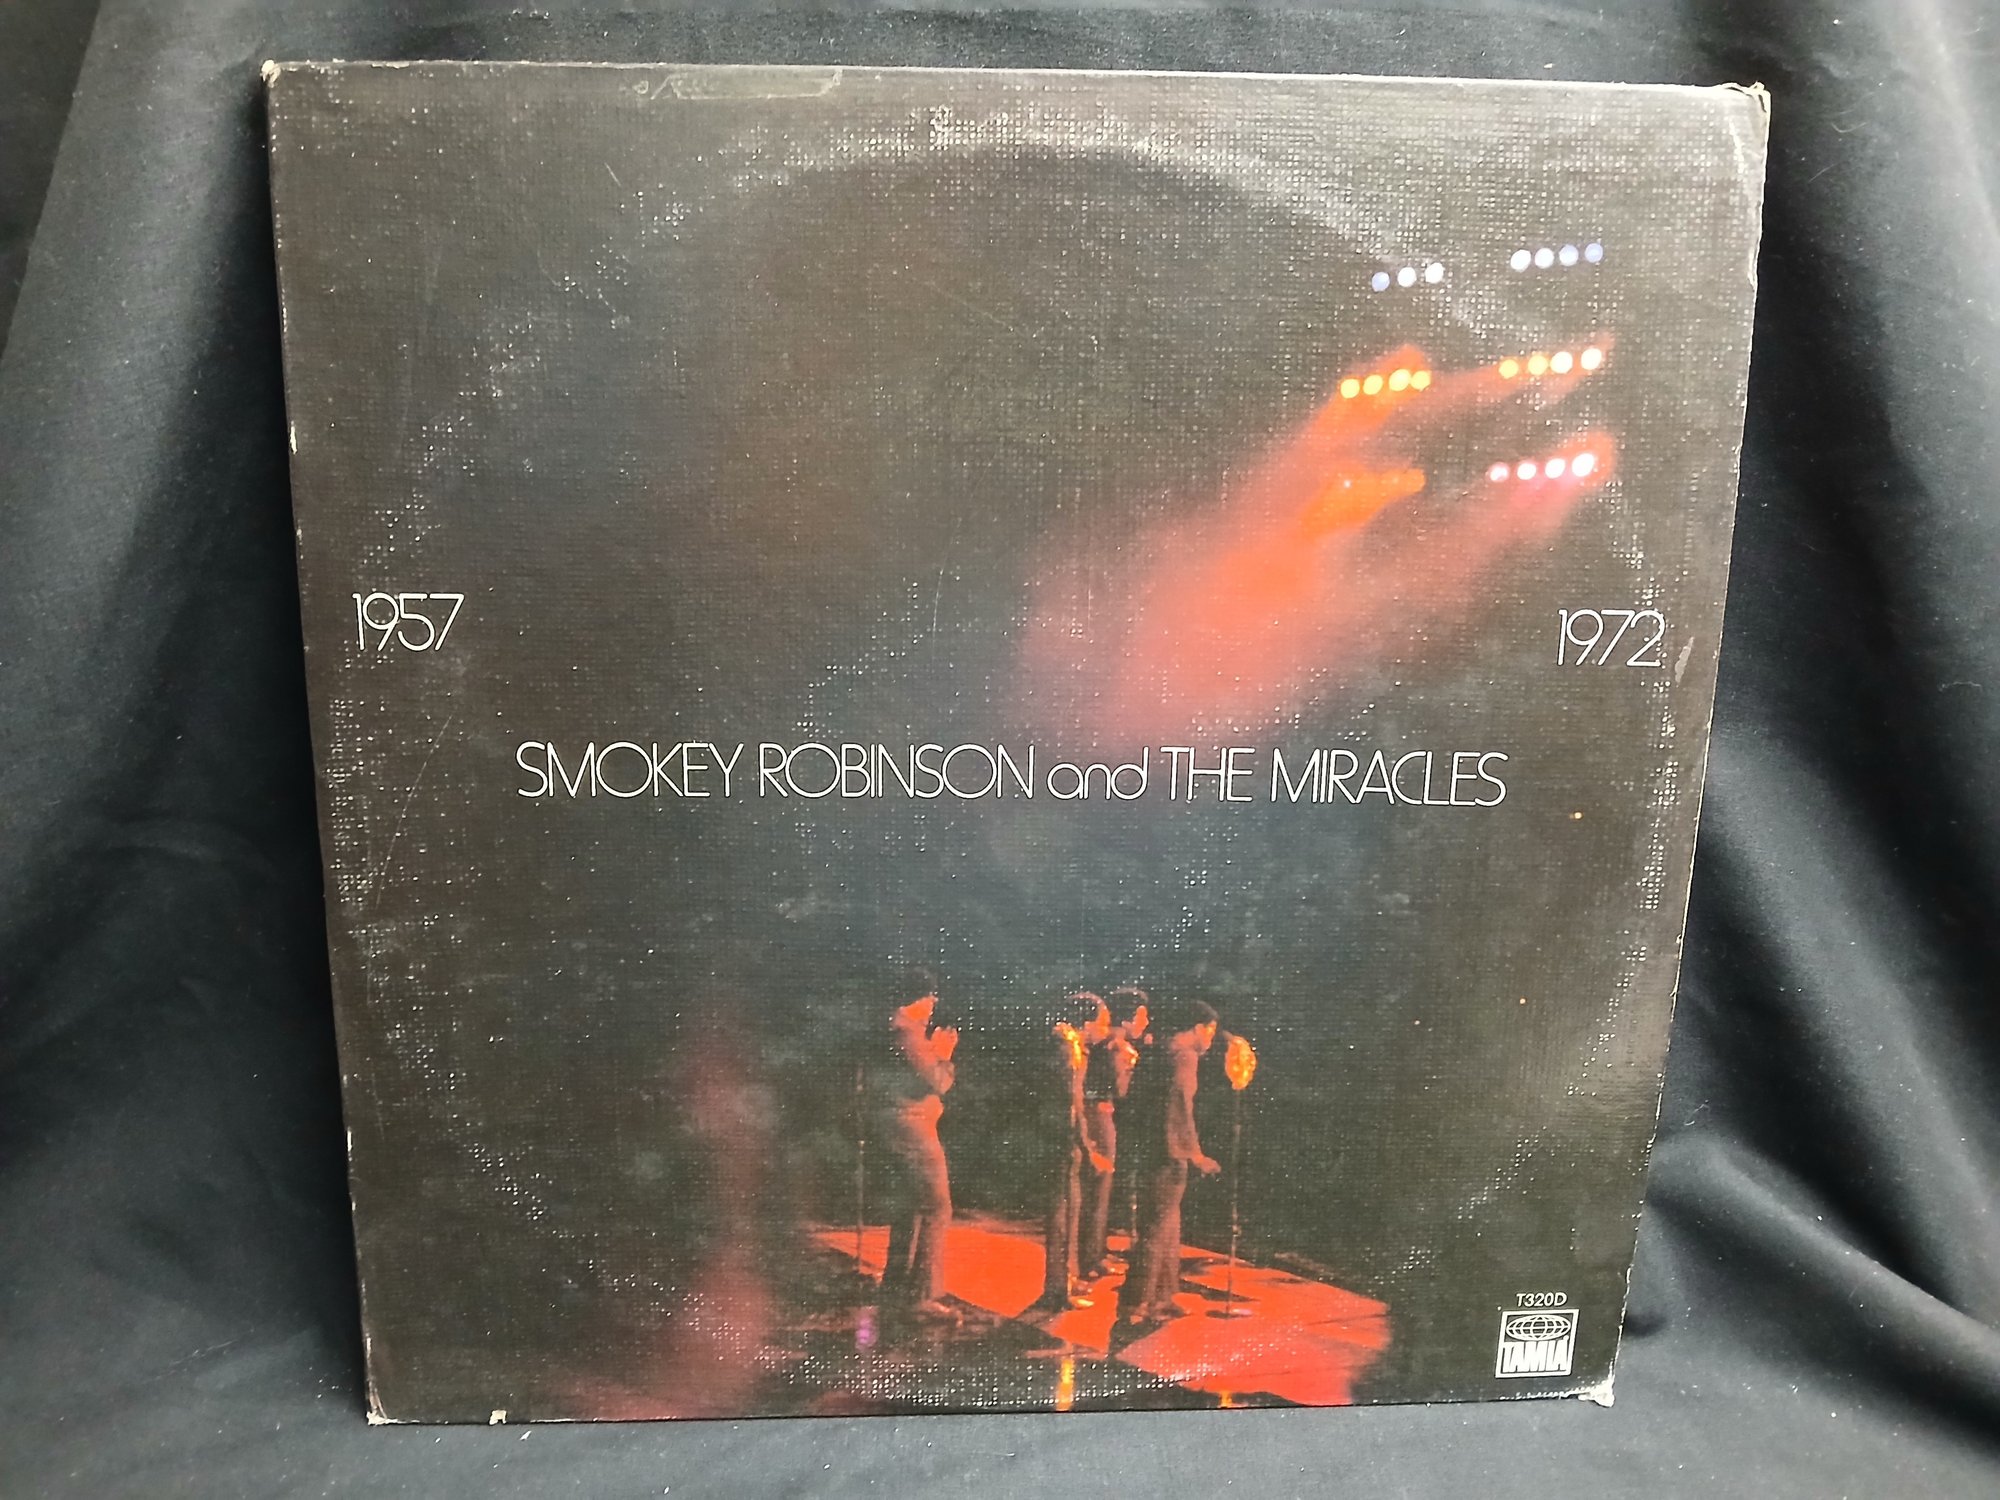 1957
1972
SMOKEY ROBINSON and THE MIRACLES
T320D
TAMLA